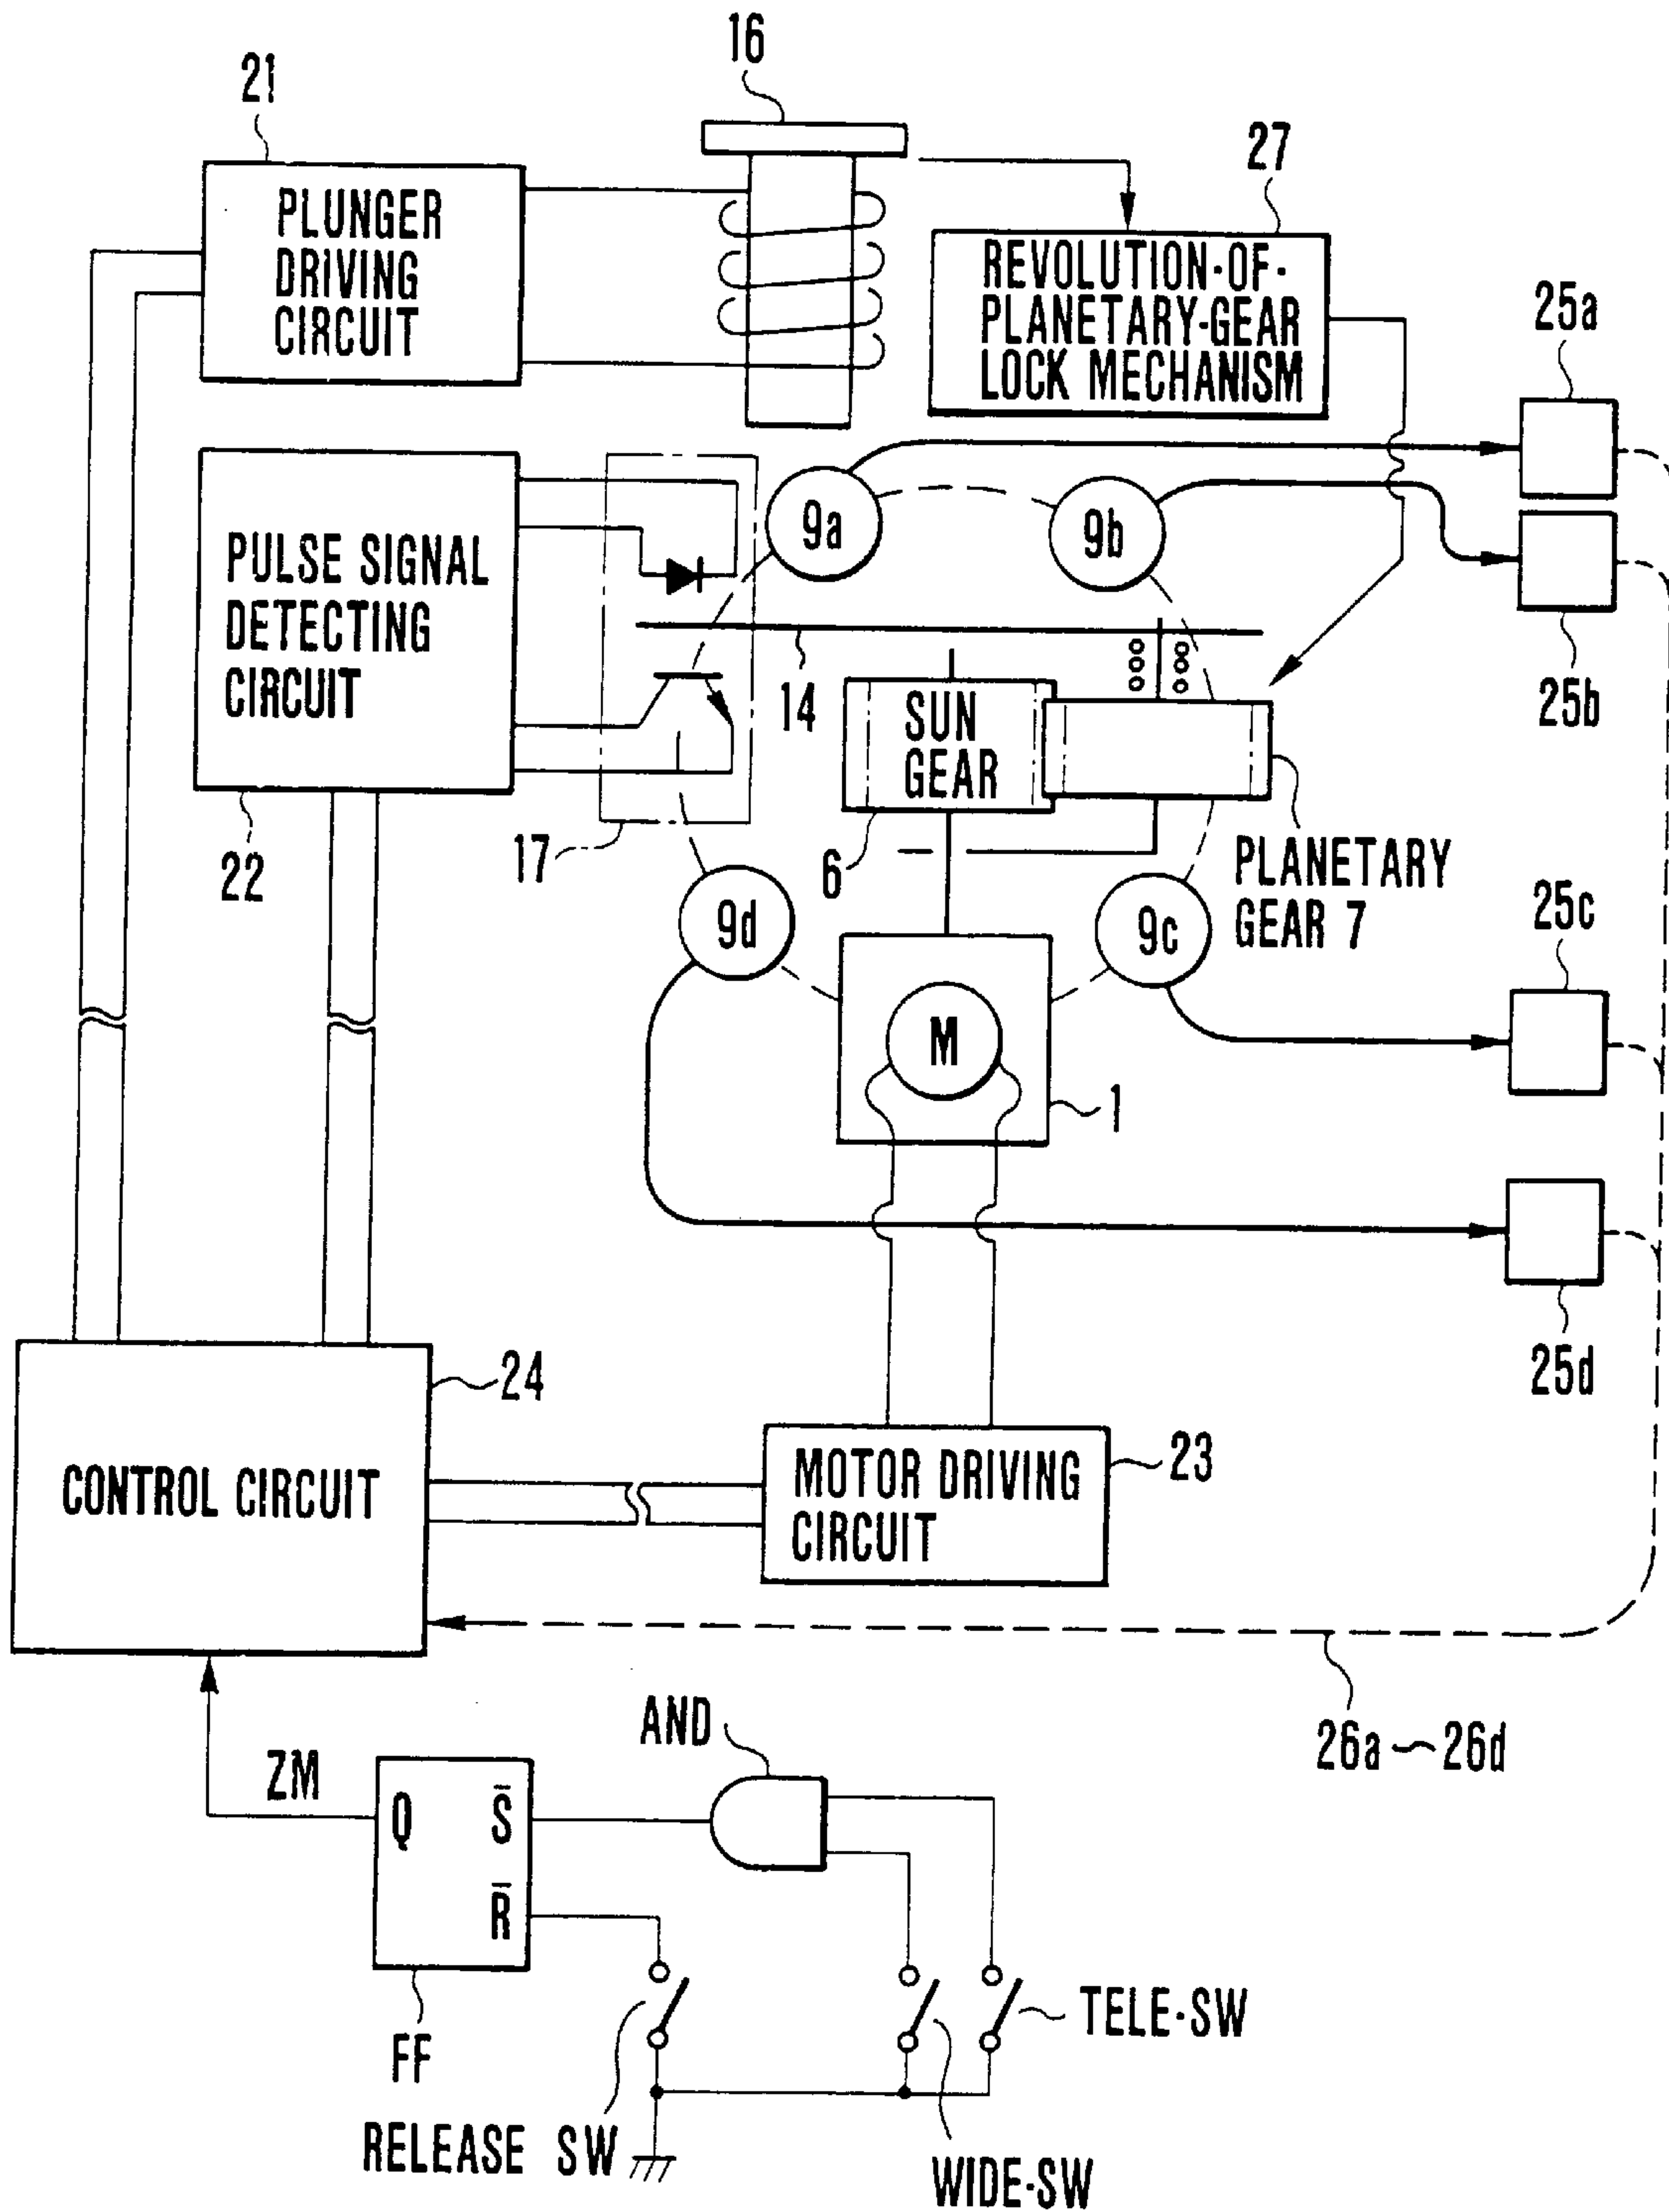 16
21
27
PLUNGER
DRIVING
CIRCUIT
REVOLUTION-OF-
PLANETARY-GEAR
LOCK MECHANISM
25a
9a
9b
PULSE SIGNAL
DETECTING
CIRCUIT
25b
14
SUN
GEAR
22
17
6
PLANETARY
GEAR 7
9d
9c
25c
M
1
25d
24
CONTROL CIRCUIT
MOTOR DRIVING
CIRCUIT
23
26a ~ 26d
AND
ZM
Q
S̄
R̄
FF
TELE-SW
RELEASE SW
WIDE-SW